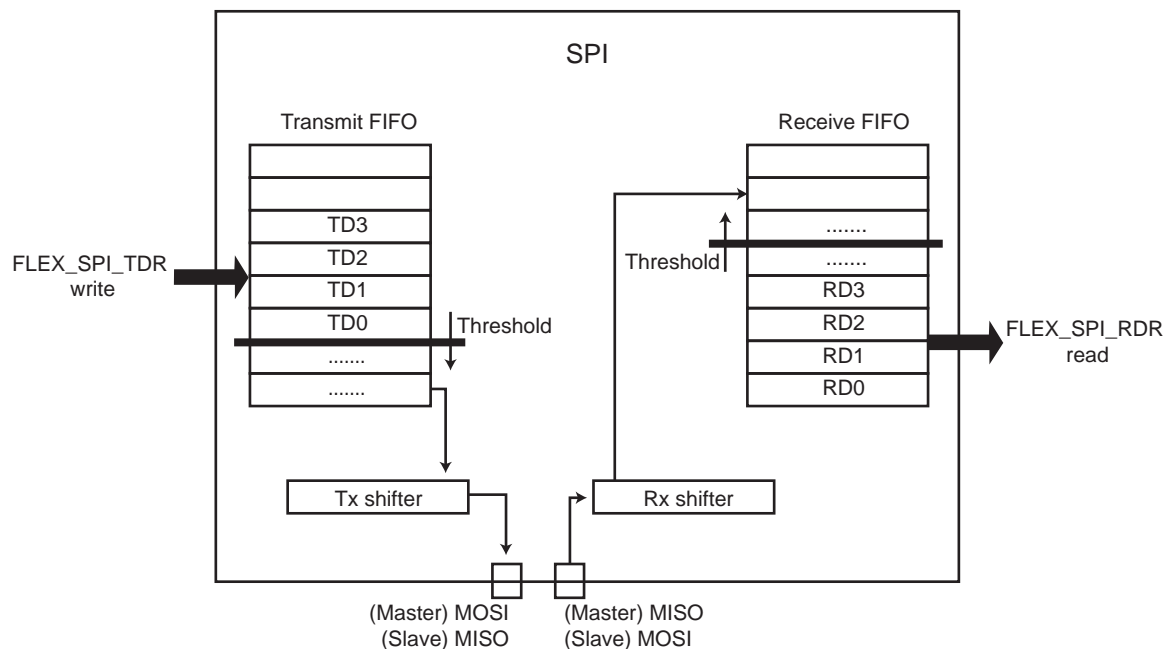 SPI
Transmit FIFO
TD3
TD2
TD1
TD0
.......
.......
FLEX_SPI_TDR
write
Threshold
Tx shifter
Receive FIFO
.......
.......
RD3
RD2
RD1
RD0
Threshold
FLEX_SPI_RDR
read
Rx shifter
(Master) MOSI
(Slave) MISO
(Master) MISO
(Slave) MOSI